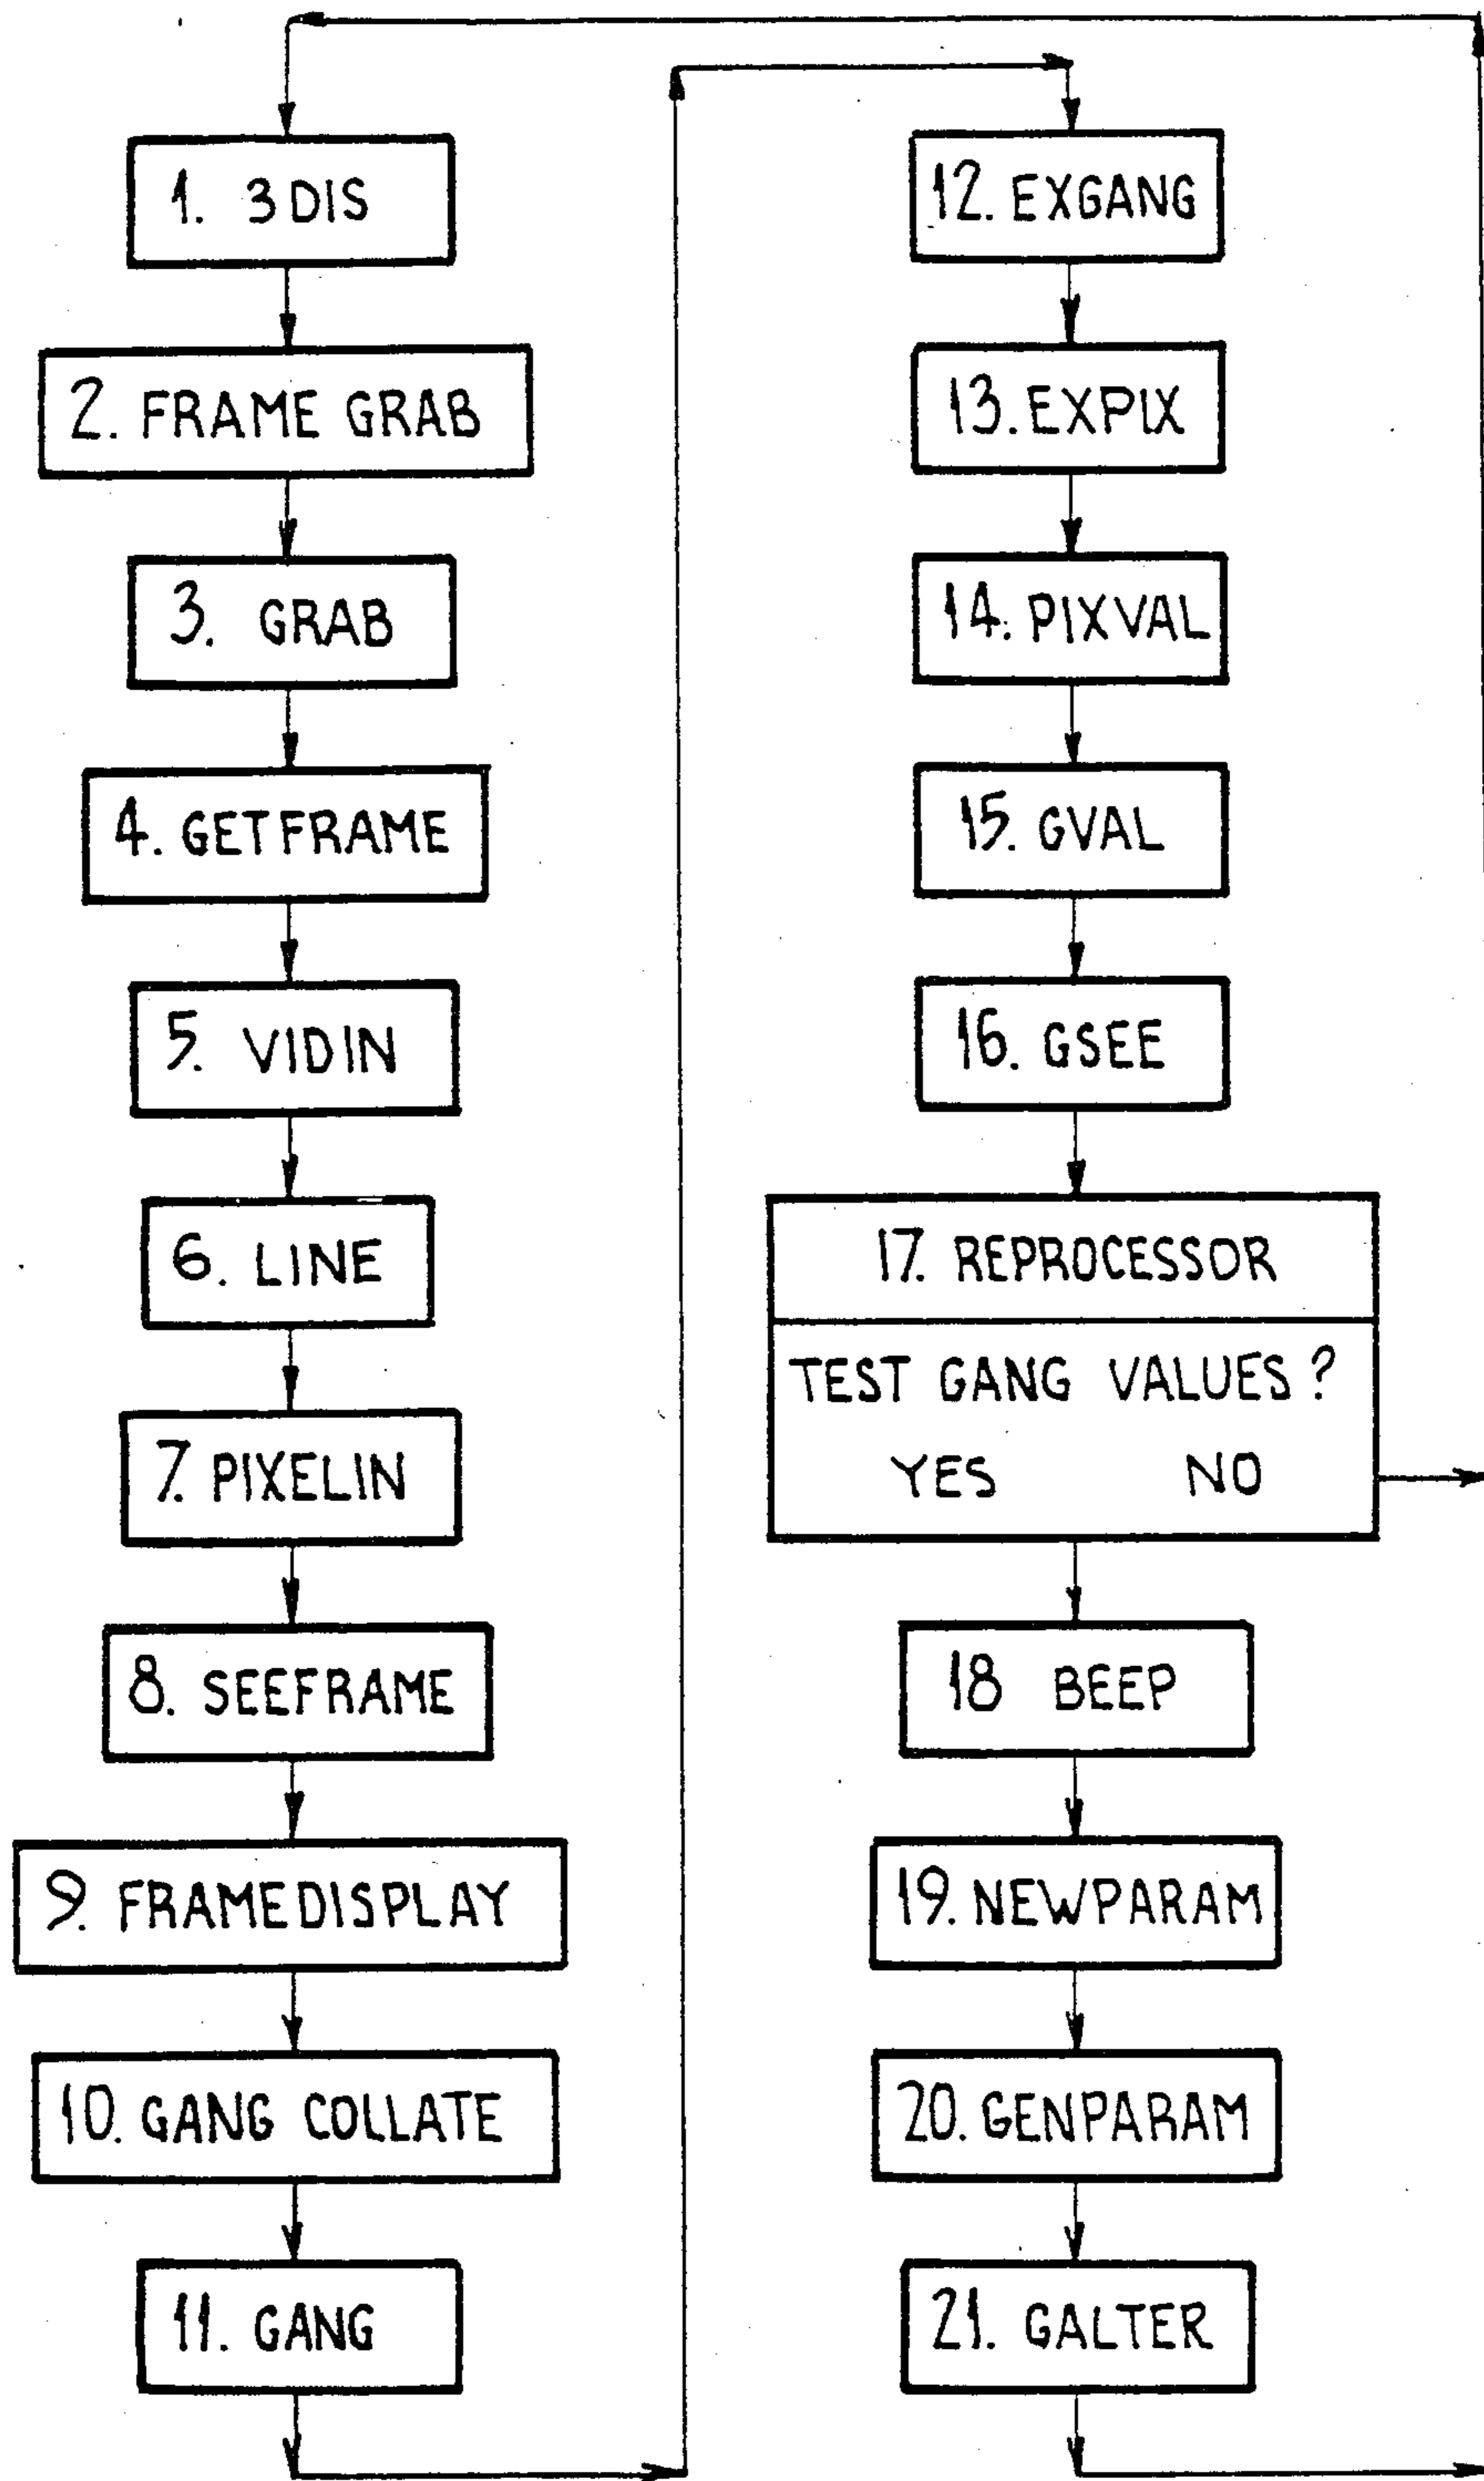 1. 3DIS
2. FRAME GRAB
3. GRAB
4. GETFRAME
5. VIDIN
6. LINE
7. PIXELIN
8. SEEFRAME
9. FRAMEDISPLAY
10. GANG COLLATE
11. GANG
12. EXGANG
13. EXPIX
14. PIXVAL
15. GVAL
16. GSEE
17. REPROCESSOR
TEST GANG VALUES?
YES NO
18 BEEP
19. NEWPARAM
20. GENPARAM
21. GALTER